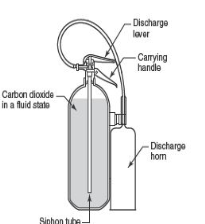 Discharge
lever
Carrying
handle
Carbon dioxide
in a fluid state
Discharge
horn
Siphon tube